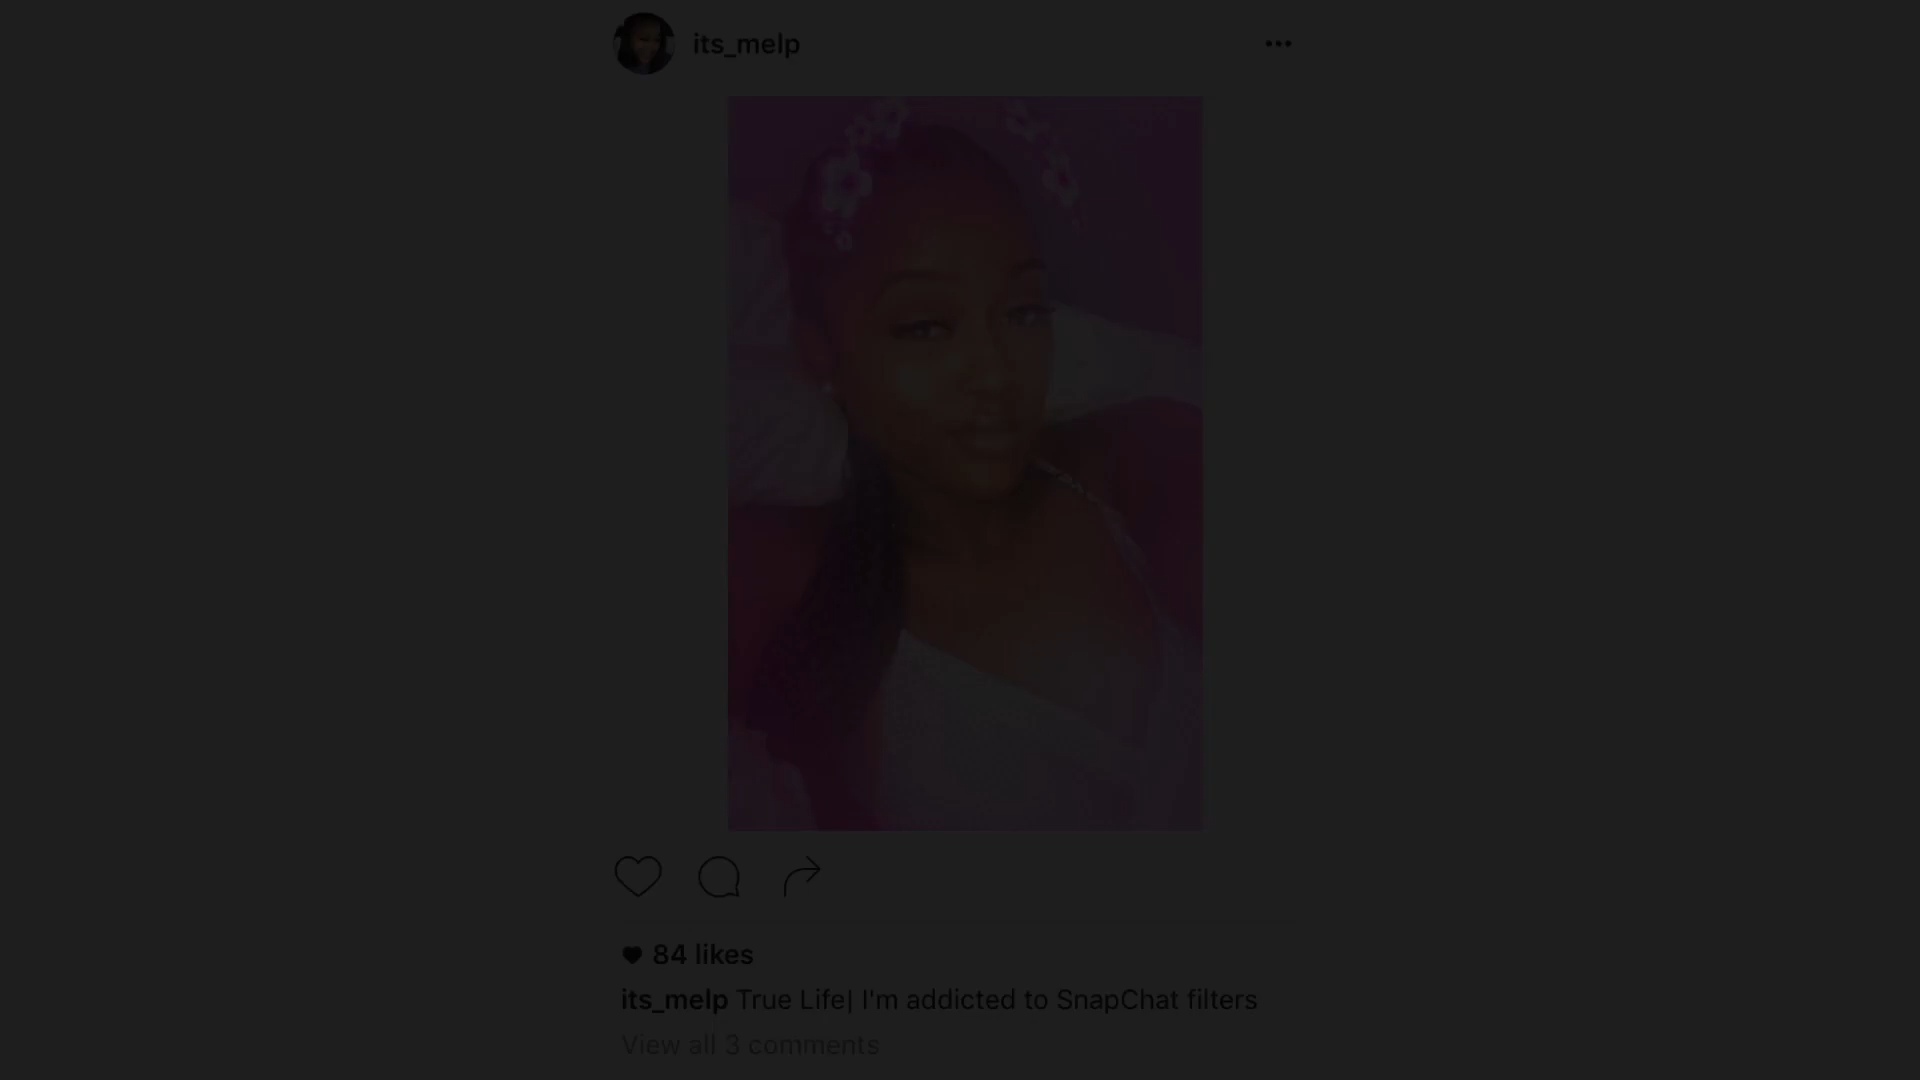 its_melp
84 likes
its_melp True Life| I'm addicted to SnapChat filters
View all 3 comments